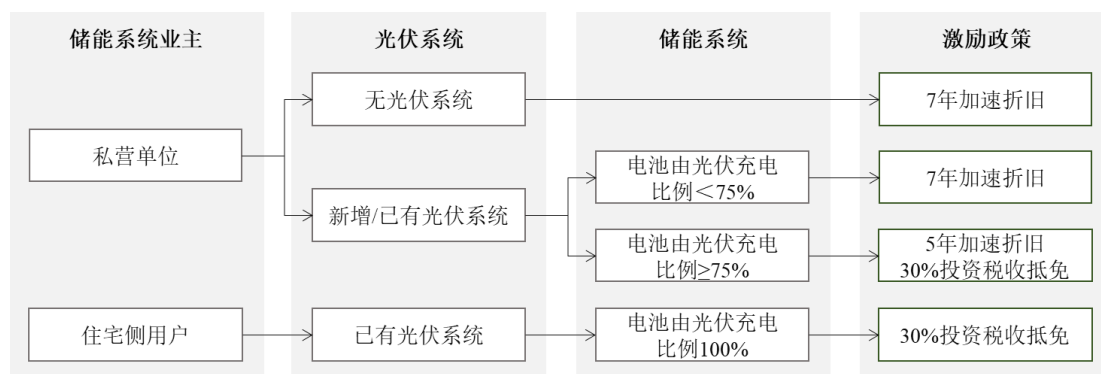 储能系统业主
光伏系统
储能系统
激励政策
私营单位
无光伏系统
7年加速折旧
新增/已有光伏系统
电池由光伏充电
比例＜75%
7年加速折旧
电池由光伏充电
比例≥75%
5年加速折旧
30%投资税收抵免
住宅侧用户
已有光伏系统
电池由光伏充电
比例100%
30%投资税收抵免